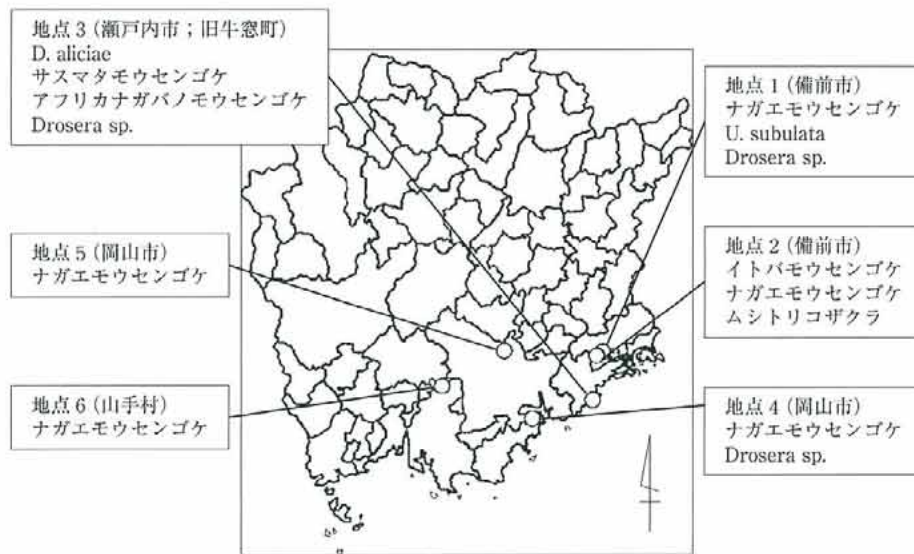 地点3(瀬戸内市;旧牛窓町)
D. aliciae
サスマタモウセンゴケ
アフリカナガバノモウセンゴケ
Drosera sp.
地点1(備前市)
ナガエモウセンゴケ
U. subulata
Drosera sp.
地点5(岡山市)
ナガエモウセンゴケ
地点2(備前市)
イトバモウセンゴケ
ナガエモウセンゴケ
ムシトリコザクラ
地点6(山手村)
ナガエモウセンゴケ
地点4(岡山市)
ナガエモウセンゴケ
Drosera sp.